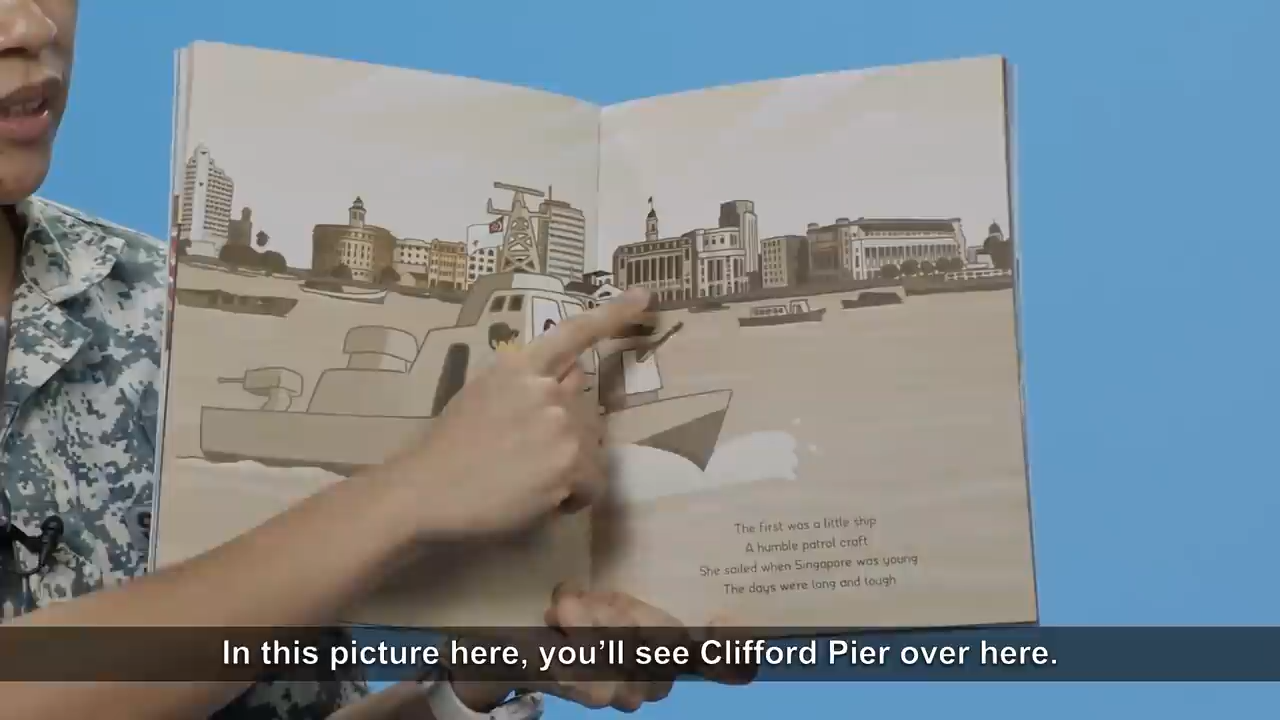 The first was a little ship
A humble patrol craft
She sailed when Singapore was young
The days were long and tough
In this picture here, you'll see Clifford Pier over here.